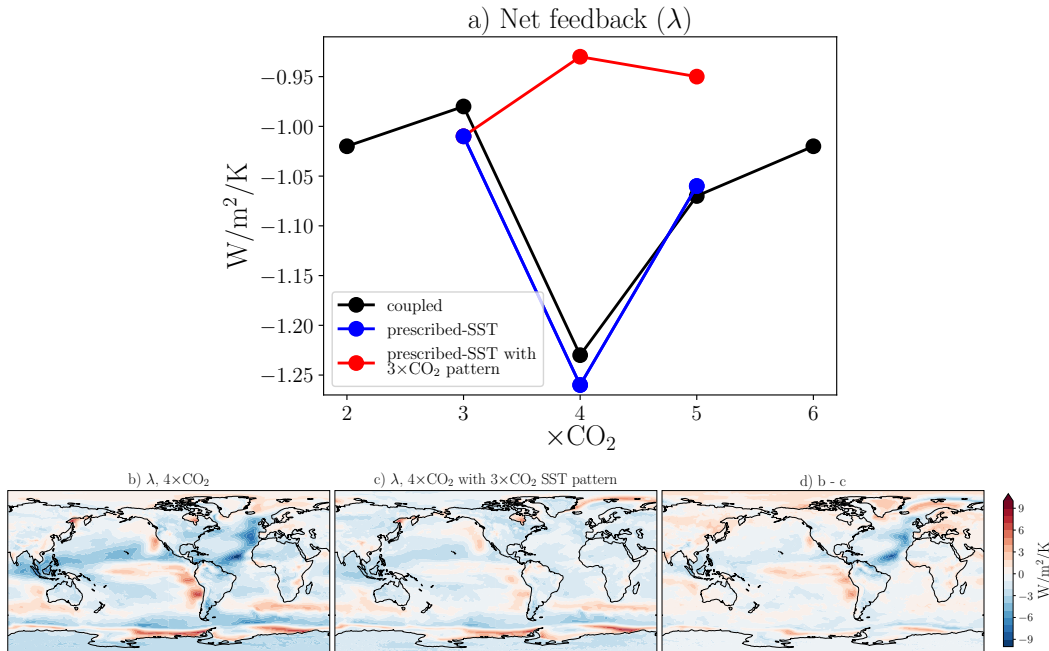 a) Net feedback (λ)
−0.95
−1.00
−1.05
−1.10
−1.15
−1.20
−1.25
W/m²/K
coupled
prescribed-SST
prescribed-SST with
3×CO₂ pattern
2 3 4 5 6
×CO₂
b) λ, 4×CO₂
c) λ, 4×CO₂ with 3×CO₂ SST pattern
d) b - c
9
6
3
0
−3
−6
−9
W/m²/K